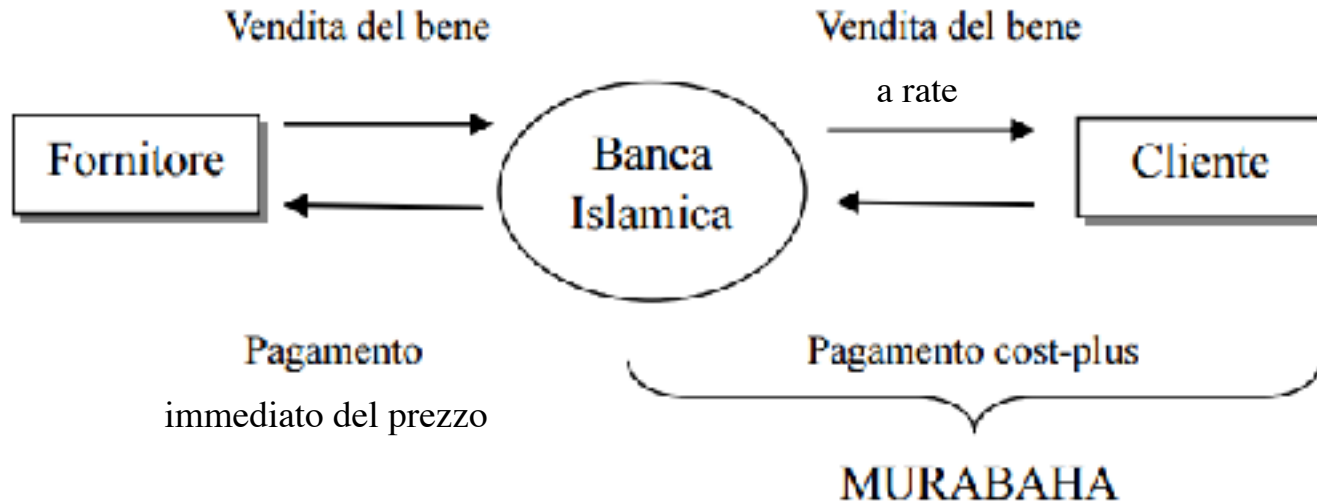 Vendita del bene
Vendita del bene
a rate
Fornitore
Banca
Islamica
Cliente
Pagamento
immediato del prezzo
Pagamento cost-plus
MURABAHA